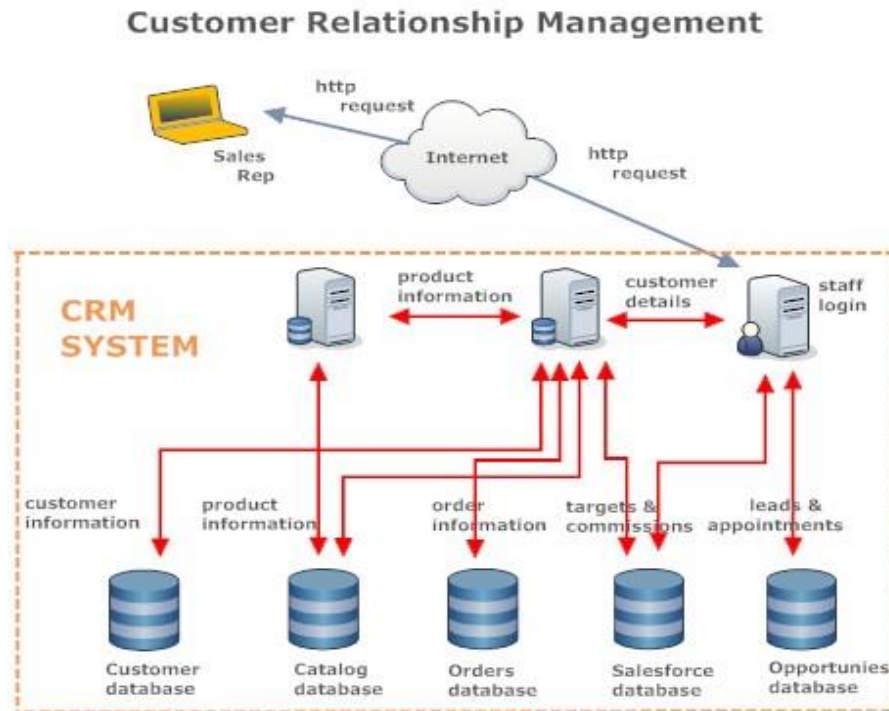 Customer Relationship Management
http
request
Sales
Rep
Internet
http
request
CRM
SYSTEM
product
information
customer
details
staff
login
customer
information
product
information
order
information
targets &
commissions
leads &
appointments
Customer
database
Catalog
database
Orders
database
Salesforce
database
Opportunies
database